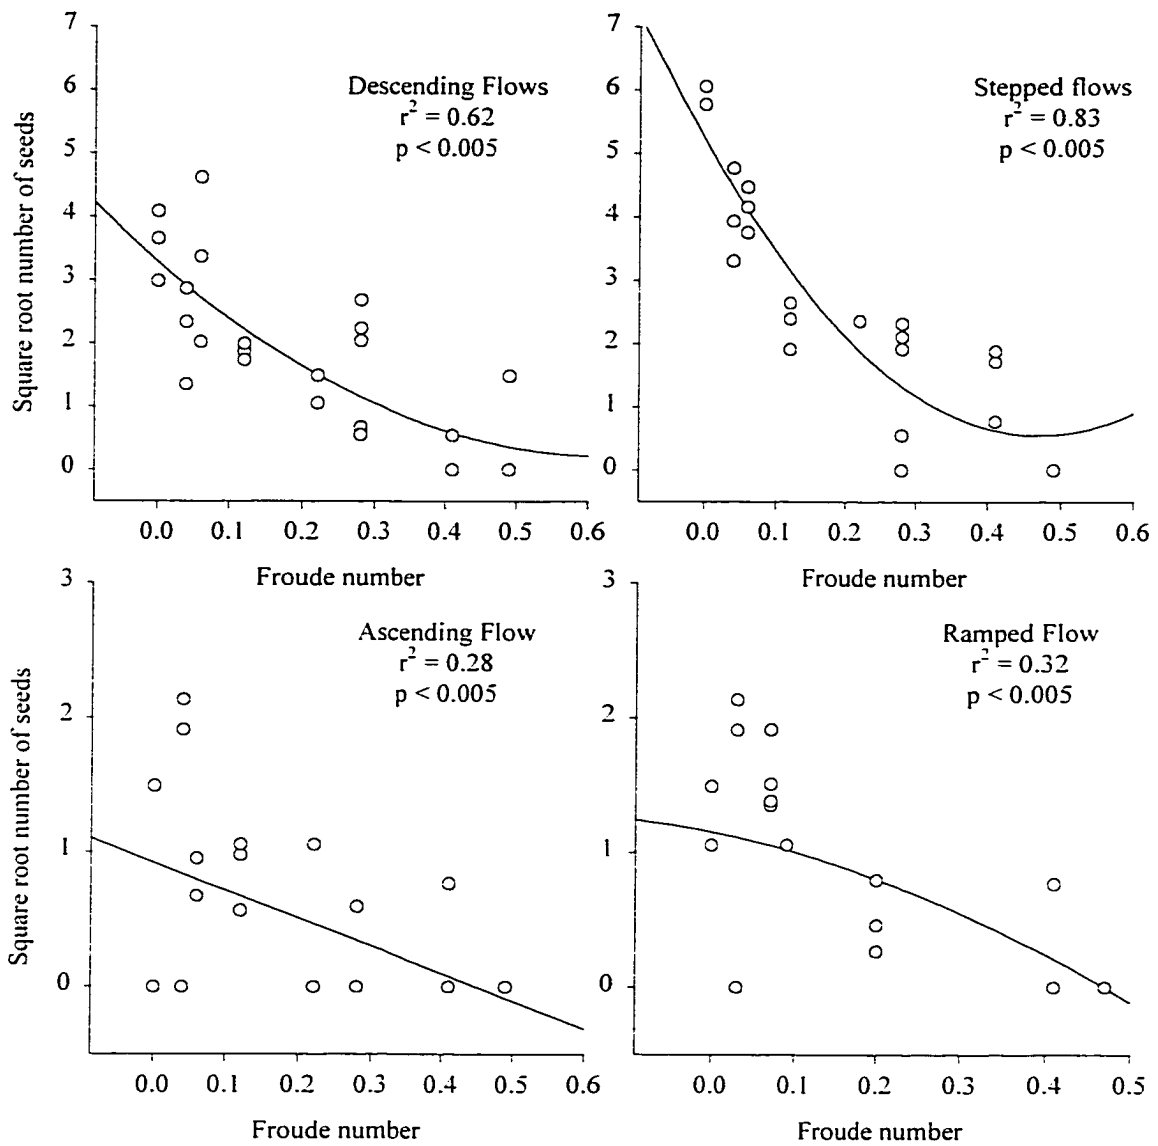 7
6
5
4
3
2
1
0
Square root number of seeds
Descending Flows
r² = 0.62
p < 0.005
0.0 0.1 0.2 0.3 0.4 0.5 0.6
Froude number
7
6
5
4
3
2
1
0
Stepped flows
r² = 0.83
p < 0.005
0.0 0.1 0.2 0.3 0.4 0.5 0.6
Froude number
3
2
1
0
Square root number of seeds
Ascending Flow
r² = 0.28
p < 0.005
0.0 0.1 0.2 0.3 0.4 0.5 0.6
Froude number
3
2
1
0
Ramped Flow
r² = 0.32
p < 0.005
0.0 0.1 0.2 0.3 0.4 0.5
Froude number